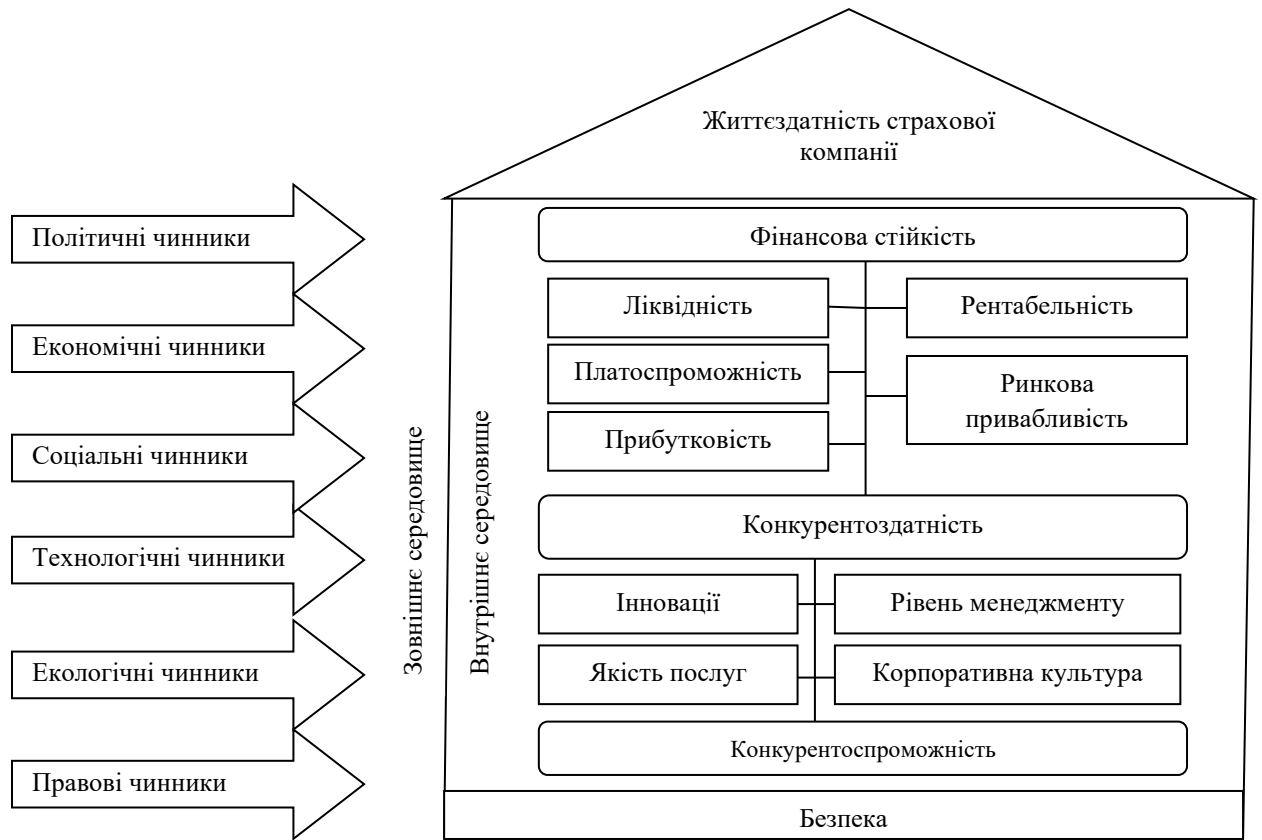 Життєздатність страхової
компанії
Політичні чинники
Економічні чинники
Соціальні чинники
Технологічні чинники
Екологічні чинники
Правові чинники
Зовнішнє середовище
Внутрішнє середовище
Фінансова стійкість
Ліквідність
Рентабельність
Платоспроможність
Ринкова
привабливість
Прибутковість
Конкурентоздатність
Інновації
Рівень менеджменту
Якість послуг
Корпоративна культура
Конкурентоспроможність
Безпека